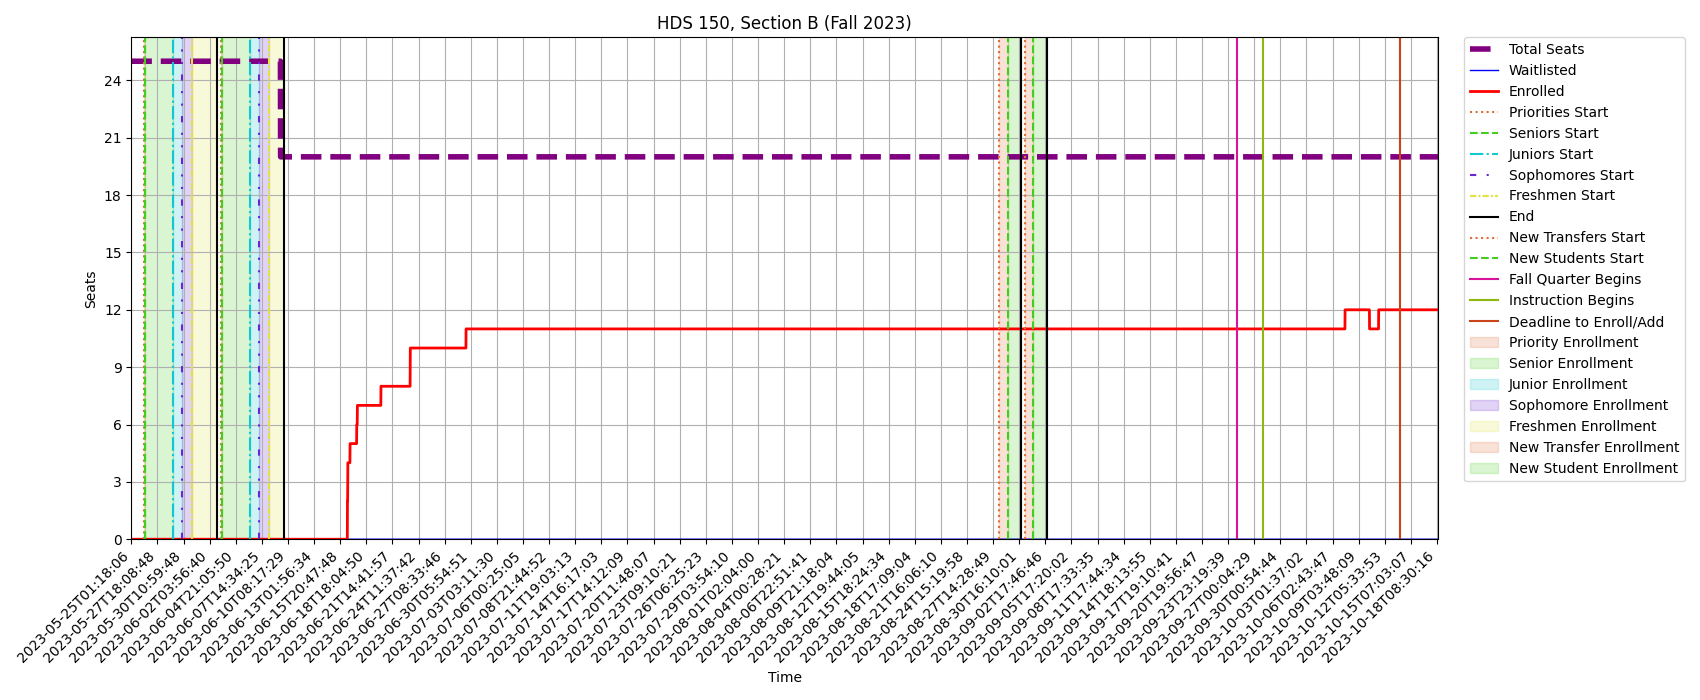 HDS 150, Section B (Fall 2023)
Seats
24
21
18
15
12
9
6
3
0
2023-05-25T01:18:06
2023-05-27T18:08:48
2023-05-30T10:59:48
2023-06-02T03:56:40
2023-06-04T21:05:50
2023-06-07T14:34:25
2023-06-10T08:17:29
2023-06-13T01:56:34
2023-06-15T20:47:48
2023-06-18T18:04:50
2023-06-21T14:41:57
2023-06-24T11:37:42
2023-06-27T08:33:46
2023-06-30T05:54:51
2023-07-03T03:11:30
2023-07-06T00:25:05
2023-07-08T21:44:52
2023-07-11T19:03:13
2023-07-14T16:17:03
2023-07-17T14:12:09
2023-07-20T11:48:07
2023-07-23T09:10:21
2023-07-26T06:25:23
2023-07-29T03:54:10
2023-08-01T02:04:00
2023-08-04T00:28:21
2023-08-06T22:51:41
2023-08-09T21:18:04
2023-08-12T19:44:05
2023-08-15T18:24:34
2023-08-18T17:09:04
2023-08-21T16:06:10
2023-08-24T15:19:58
2023-08-27T14:28:49
2023-08-30T16:10:01
2023-09-02T17:46:46
2023-09-05T17:20:02
2023-09-08T17:33:35
2023-09-11T17:44:34
2023-09-14T18:13:55
2023-09-17T19:10:41
2023-09-20T19:56:47
2023-09-23T23:19:39
2023-09-27T00:04:29
2023-09-30T00:54:44
2023-10-03T01:37:02
2023-10-06T02:43:47
2023-10-09T03:48:09
2023-10-12T05:33:53
2023-10-15T07:03:07
2023-10-18T08:30:16
Time
Total Seats
Waitlisted
Enrolled
Priorities Start
Seniors Start
Juniors Start
Sophomores Start
Freshmen Start
End
New Transfers Start
New Students Start
Fall Quarter Begins
Instruction Begins
Deadline to Enroll/Add
Priority Enrollment
Senior Enrollment
Junior Enrollment
Sophomore Enrollment
Freshmen Enrollment
New Transfer Enrollment
New Student Enrollment